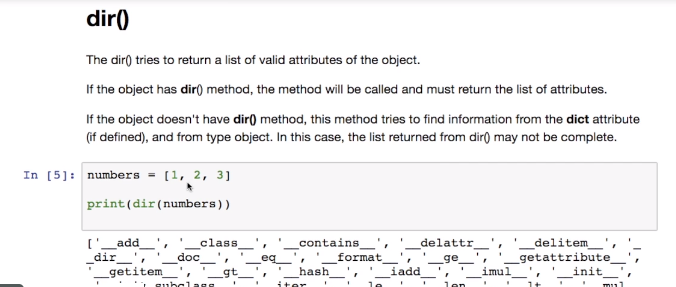 dir()
The dir() tries to return a list of valid attributes of the object.
If the object has dir() method, the method will be called and must return the list of attributes.
If the object doesn't have dir() method, this method tries to find information from the dict attribute
(if defined), and from type object. In this case, the list returned from dir() may not be complete.
In [5]: numbers = [1, 2, 3]
print(dir(numbers))
['__add__', '__class__', '__contains__', '__delattr__', '__delitem__', '_
_dir__', '__doc__', '__eq__', '__format__', '__ge__', '__getattribute__',
'__getitem__', '__gt__', '__hash__', '__iadd__', '__imul__', '__init__',